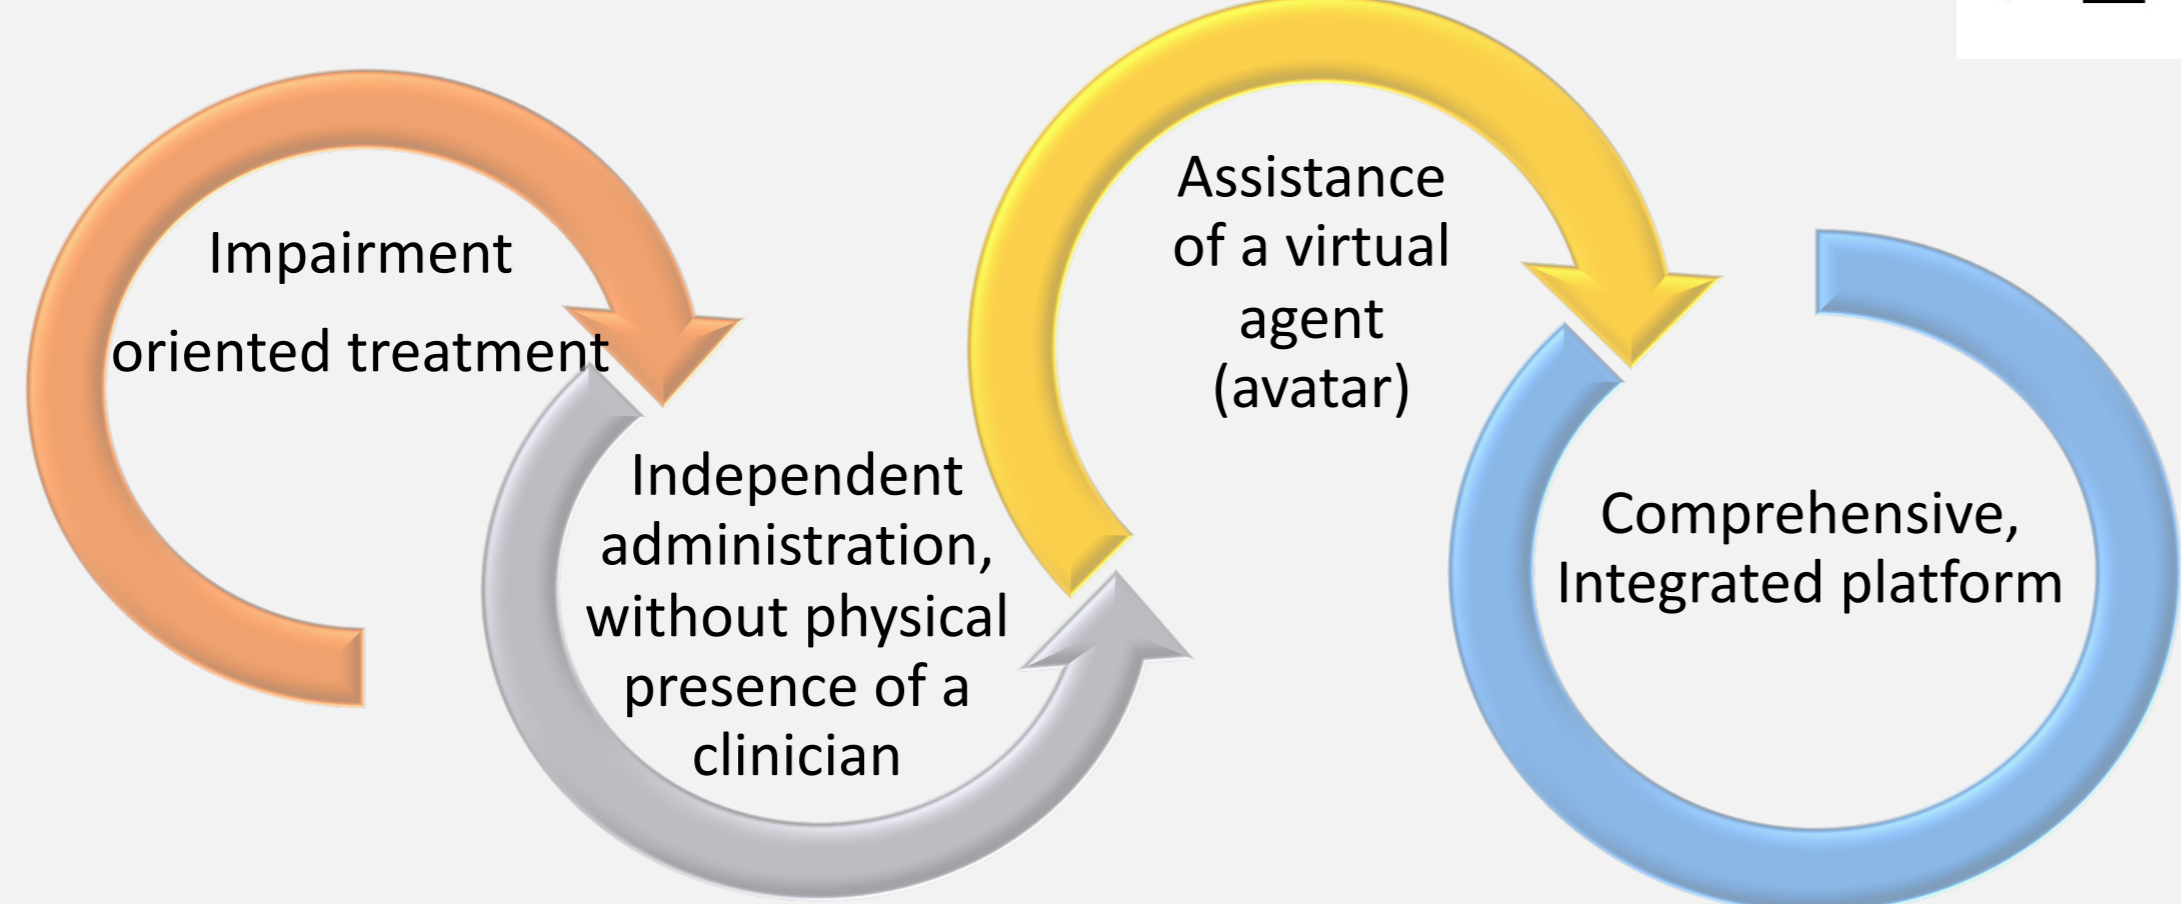 Impairment
oriented treatment
Independent
administration,
without physical
presence of a
clinician
Assistance
of a virtual
agent
(avatar)
Comprehensive,
Integrated platform